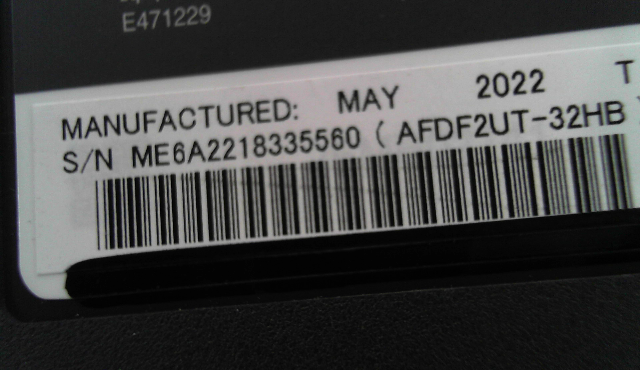 E471229
MANUFACTURED: MAY 2022 T
S/N ME6A2218335560 ( AFDF2UT-32HB )